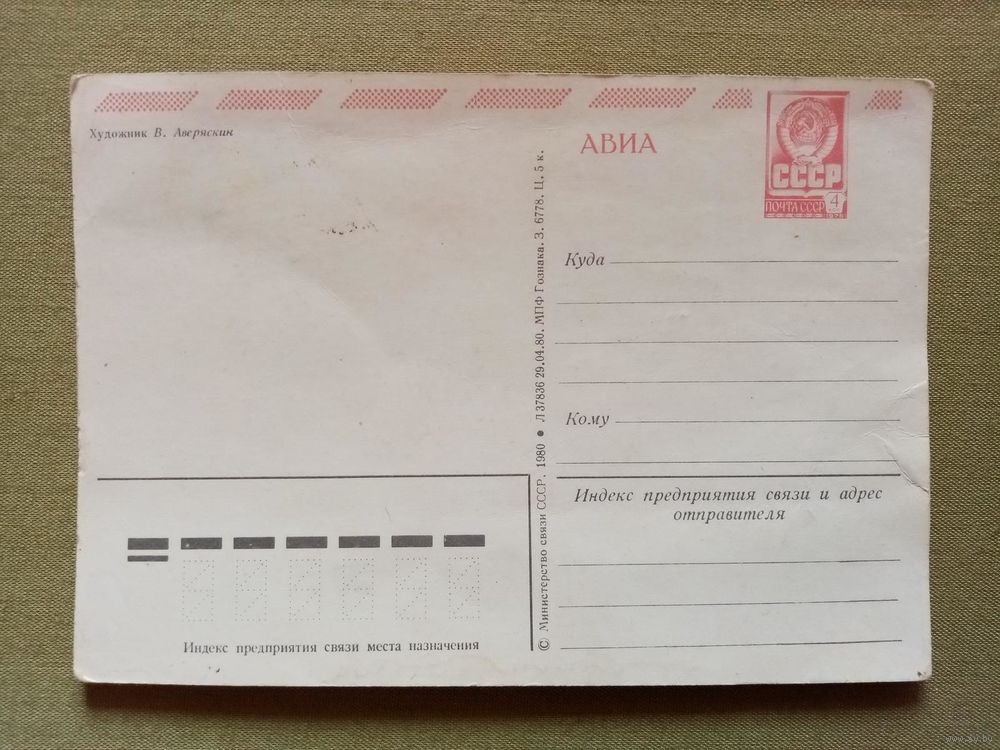 Художник В. Аверяскин
АВИА
СССР
ПОЧТА СССР 4
Куда
Кому
Индекс предприятия связи и адрес
отправителя
© Министерство связи СССР. 1980 ● Л 37836 29.04.80. МПФ Гознака. З. 6778. Ц. 5 к.
Индекс предприятия связи места назначения